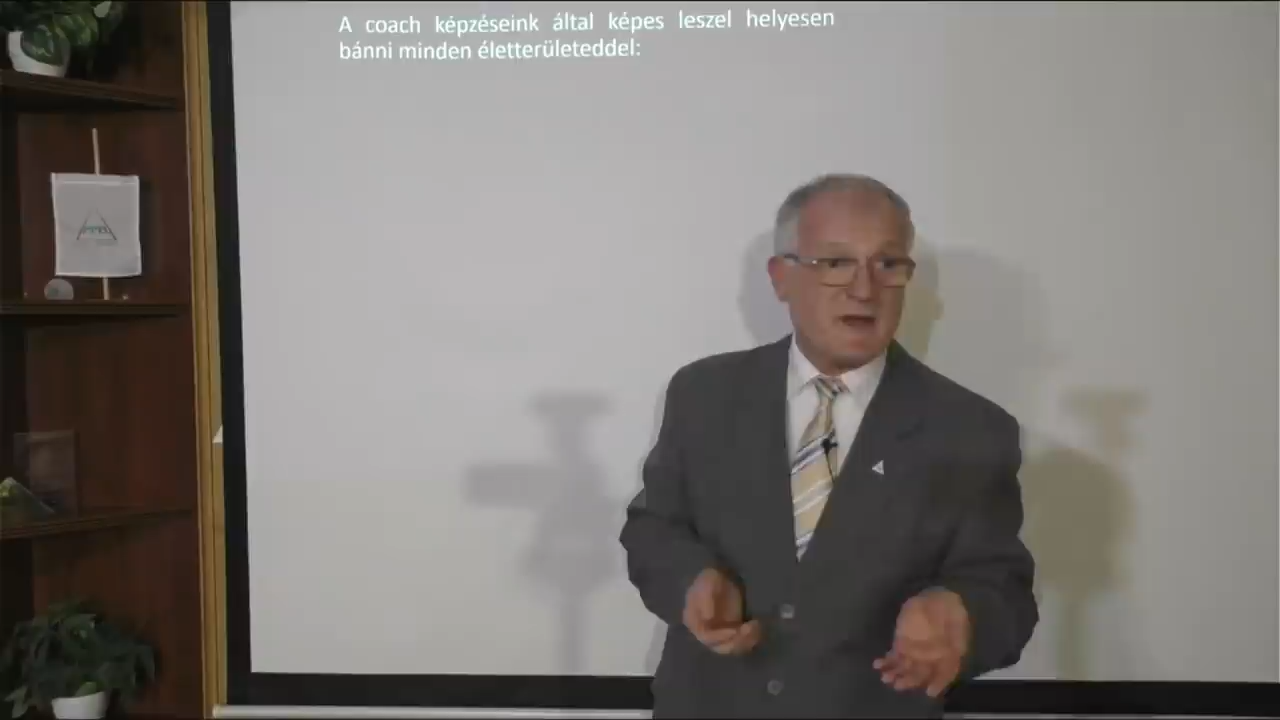 A coach képzéseink által képes leszel helyesen
bánni minden életterületeddel: